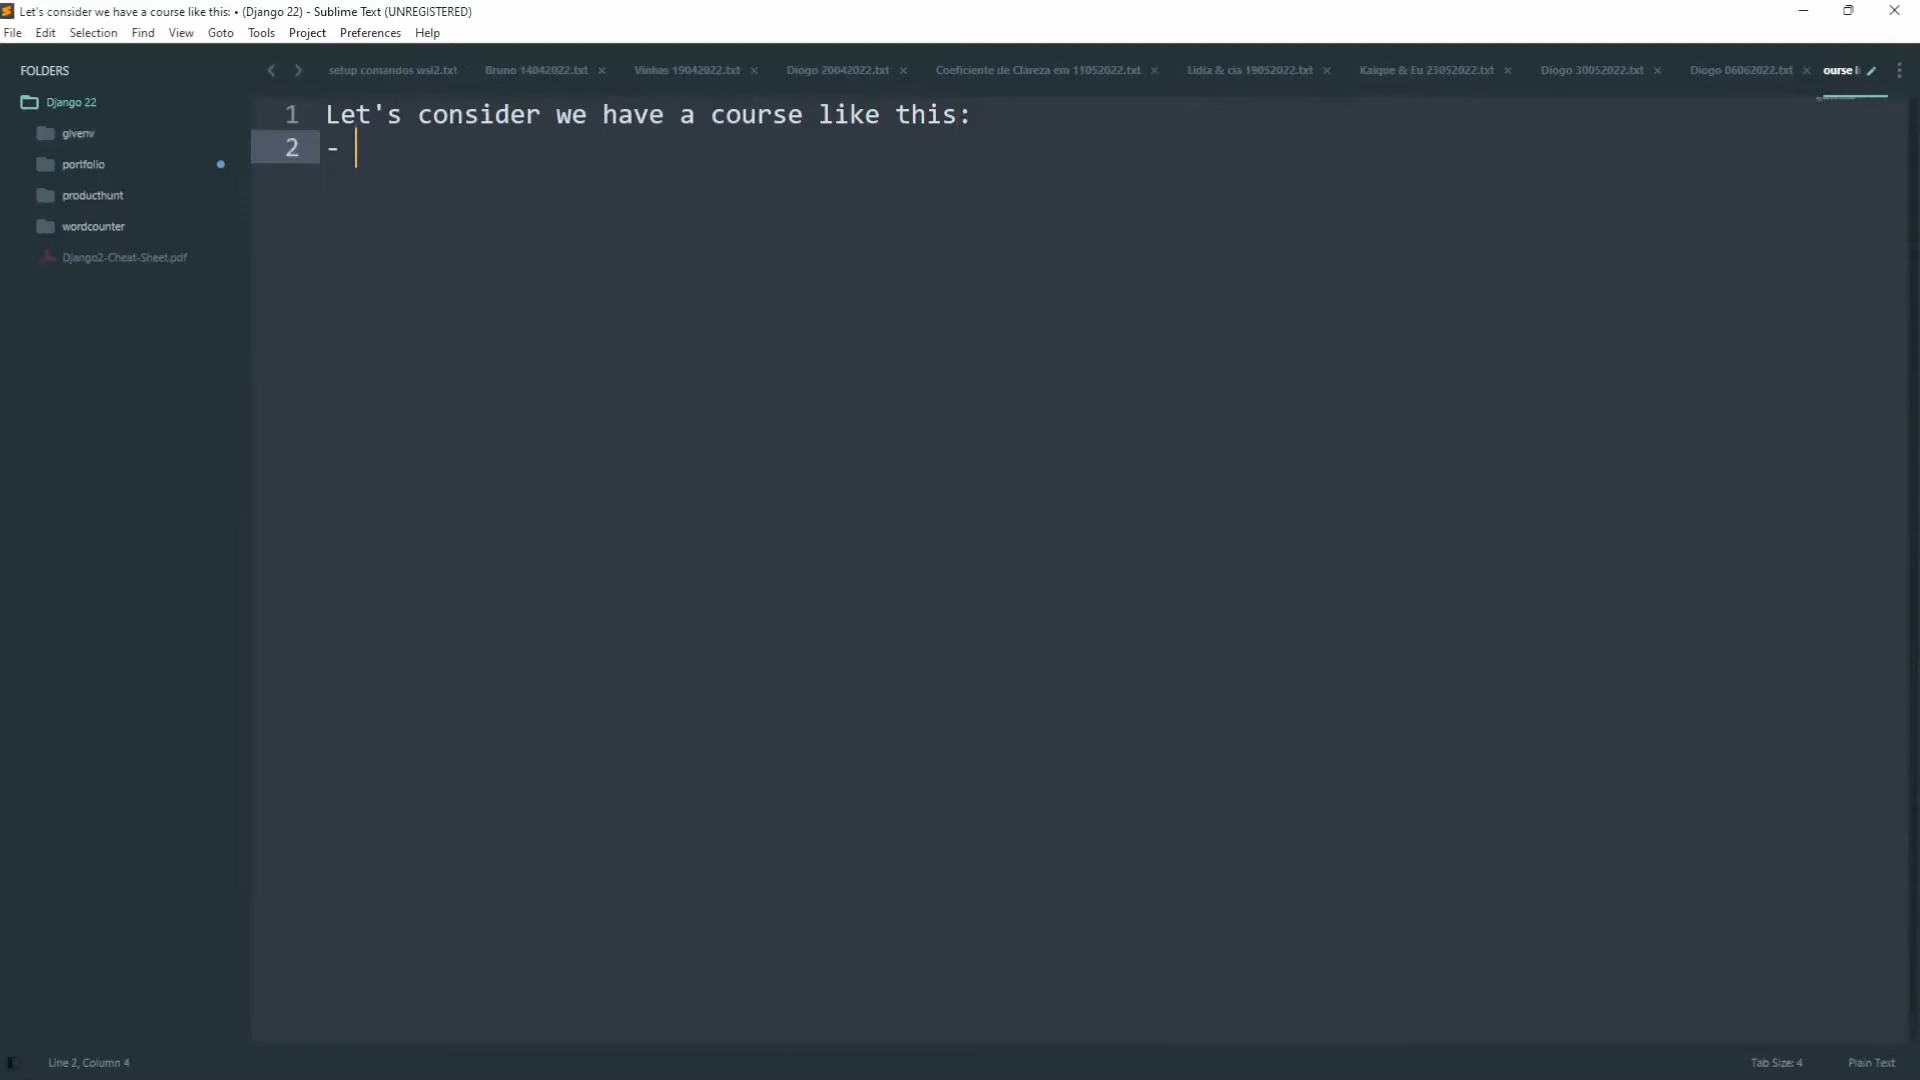 Let's consider we have a course like this: • (Django 22) - Sublime Text (UNREGISTERED)
File Edit Selection Find View Goto Tools Project Preferences Help
FOLDERS
setup comandos wsl2.txt Bruno 14042022.txt Vinhas 19042022.txt Diogo 20042022.txt Coeficiente de Clareza em 11052022.txt Lidia & cia 19052022.txt Kaique & Eu 23052022.txt Diogo 30052022.txt Diogo 06062022.txt ourse l
Django 22
glvenv
portfolio
producthunt
wordcounter
Django2-Cheat-Sheet.pdf
1 Let's consider we have a course like this:
2 -
Line 2, Column 4
Tab Size: 4 Plain Text